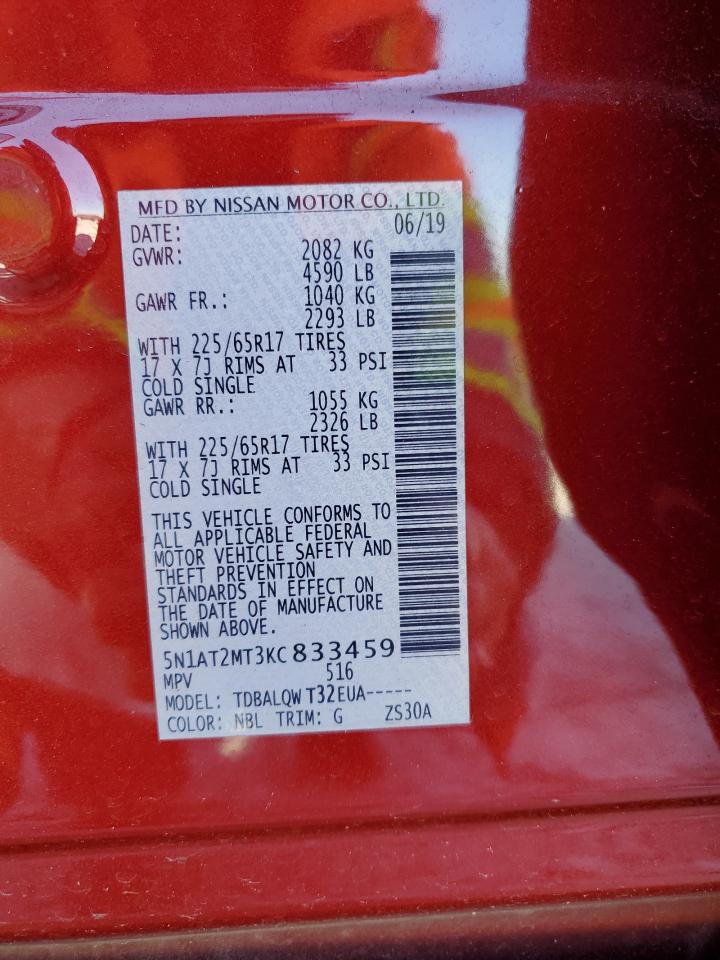 MFD BY NISSAN MOTOR CO., LTD.
DATE: 06/19
GVWR: 2082 KG
4590 LB
GAWR FR.: 1040 KG
2293 LB
WITH 225/65R17 TIRES
17 X 7J RIMS AT 33 PSI
COLD SINGLE
GAWR RR.: 1055 KG
2326 LB
WITH 225/65R17 TIRES
17 X 7J RIMS AT 33 PSI
COLD SINGLE
THIS VEHICLE CONFORMS TO
ALL APPLICABLE FEDERAL
MOTOR VEHICLE SAFETY AND
THEFT PREVENTION
STANDARDS IN EFFECT ON
THE DATE OF MANUFACTURE
SHOWN ABOVE.
5N1AT2MT3KC833459
MPV 516
MODEL: TDBALQW T32EUA-----
COLOR: NBL TRIM: G ZS30A